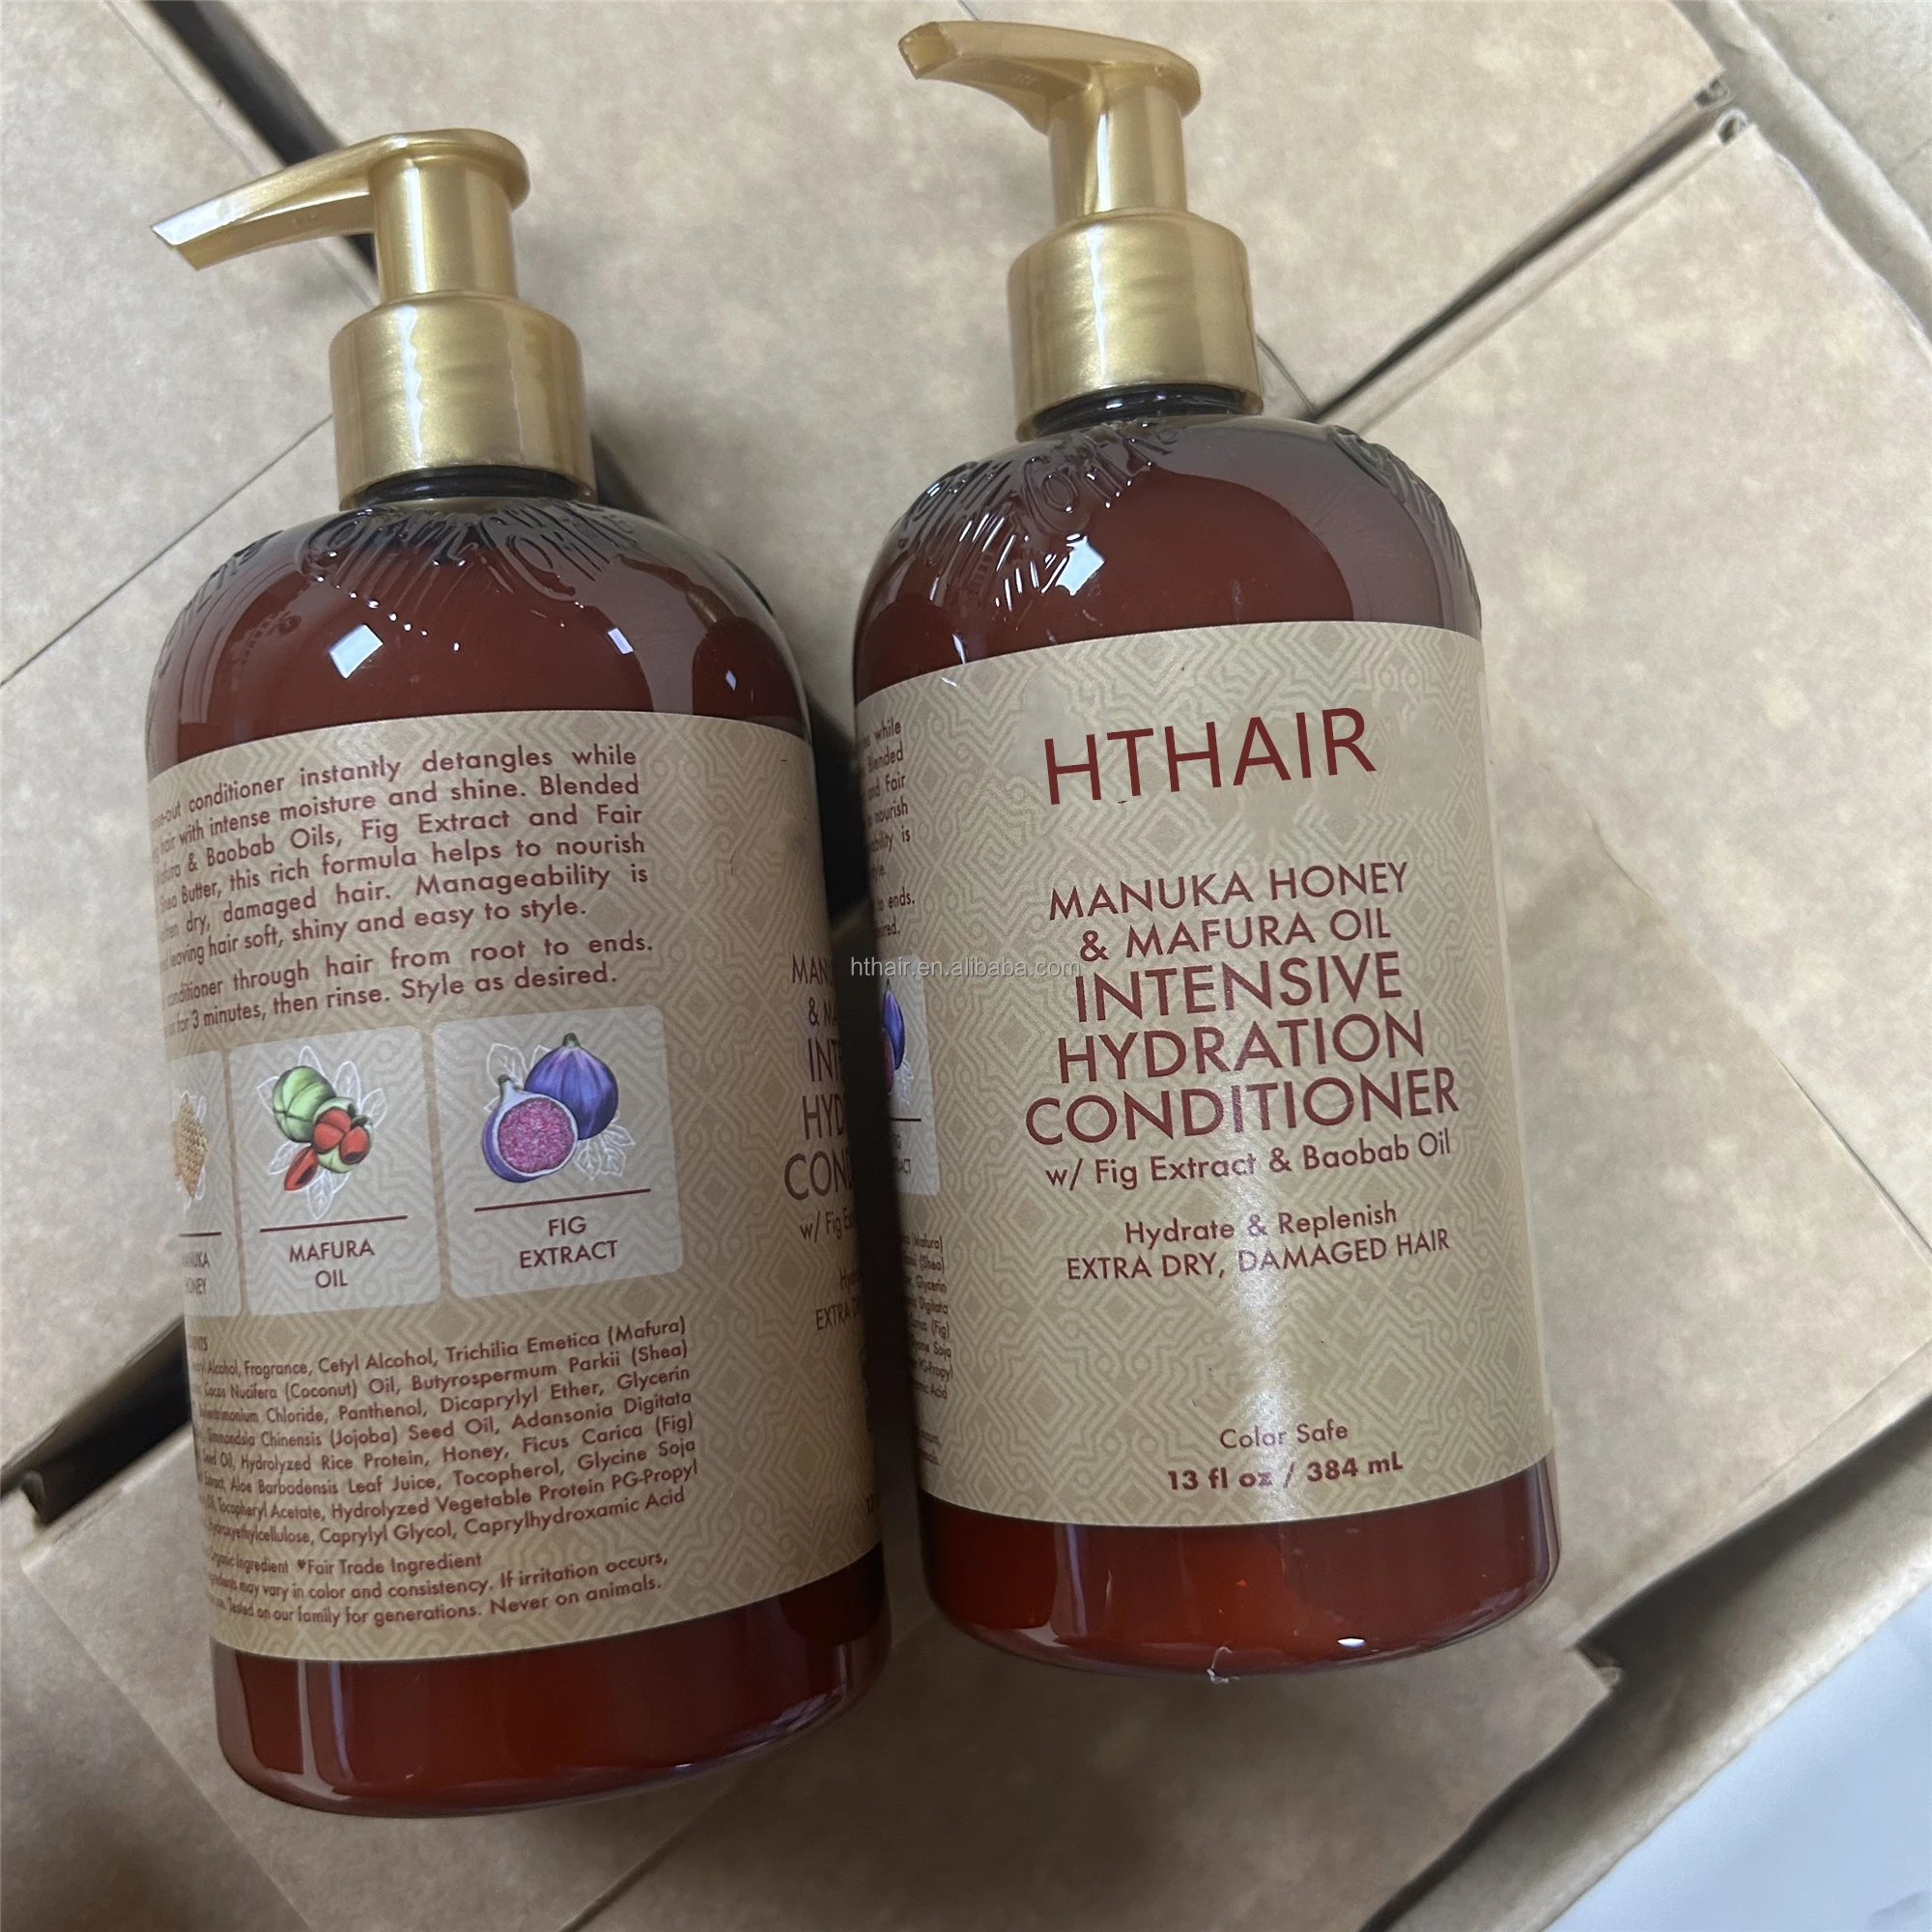 conditioner instantly detangles while
hair with intense moisture and shine. Blended
& Baobab Oils, Fig Extract and Fair
Shea Butter, this rich formula helps to nourish
dry, damaged hair. Manageability is
leaving hair soft, shiny and easy to style.
conditioner through hair from root to ends.
for 3 minutes, then rinse. Style as desired.
MAFURA
OIL
FIG
EXTRACT
Alcohol, Fragrance, Cetyl Alcohol, Trichilia Emetica (Mafura)
Cocos Nucifera (Coconut) Oil, Butyrospermum Parkii (Shea)
Chloride, Panthenol, Dicaprylyl Ether, Glycerin
Simmondsia Chinensis (Jojoba) Seed Oil, Adansonia Digitata
Seed Oil, Hydrolyzed Rice Protein, Honey, Ficus Carica (Fig)
Extract, Aloe Barbadensis Leaf Juice, Tocopherol, Glycine Soja
Tocopheryl Acetate, Hydrolyzed Vegetable Protein PG-Propyl
Hydroxyethylcellulose, Caprylyl Glycol, Caprylhydroxamic Acid
Organic Ingredient ♥Fair Trade Ingredient
may vary in color and consistency. If irritation occurs,
Tested on our family for generations. Never on animals.
hthair.en.alibaba.com
HTHAIR
MANUKA HONEY
& MAFURA OIL
INTENSIVE
HYDRATION
CONDITIONER
w/ Fig Extract & Baobab Oil
Hydrate & Replenish
EXTRA DRY, DAMAGED HAIR
Color Safe
13 fl oz / 384 mL